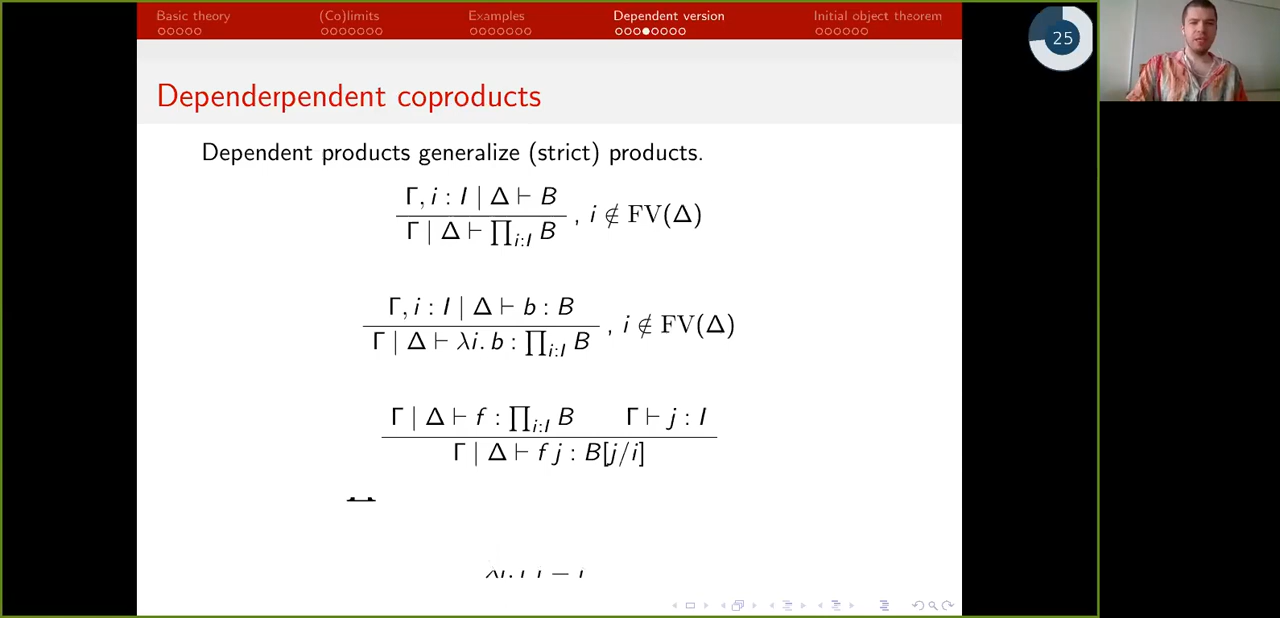 Basic theory (Co)limits Examples Dependent version Initial object theorem
25
Dependerpendent coproducts
Dependent products generalize (strict) products.
Γ, i : I | Δ ⊢ B
Γ | Δ ⊢ ∏i:I B , i ∉ FV(Δ)
Γ, i : I | Δ ⊢ b : B
Γ | Δ ⊢ λi. b : ∏i:I B , i ∉ FV(Δ)
Γ | Δ ⊢ f : ∏i:I B Γ ⊢ j : I
Γ | Δ ⊢ f j : B[j/i]